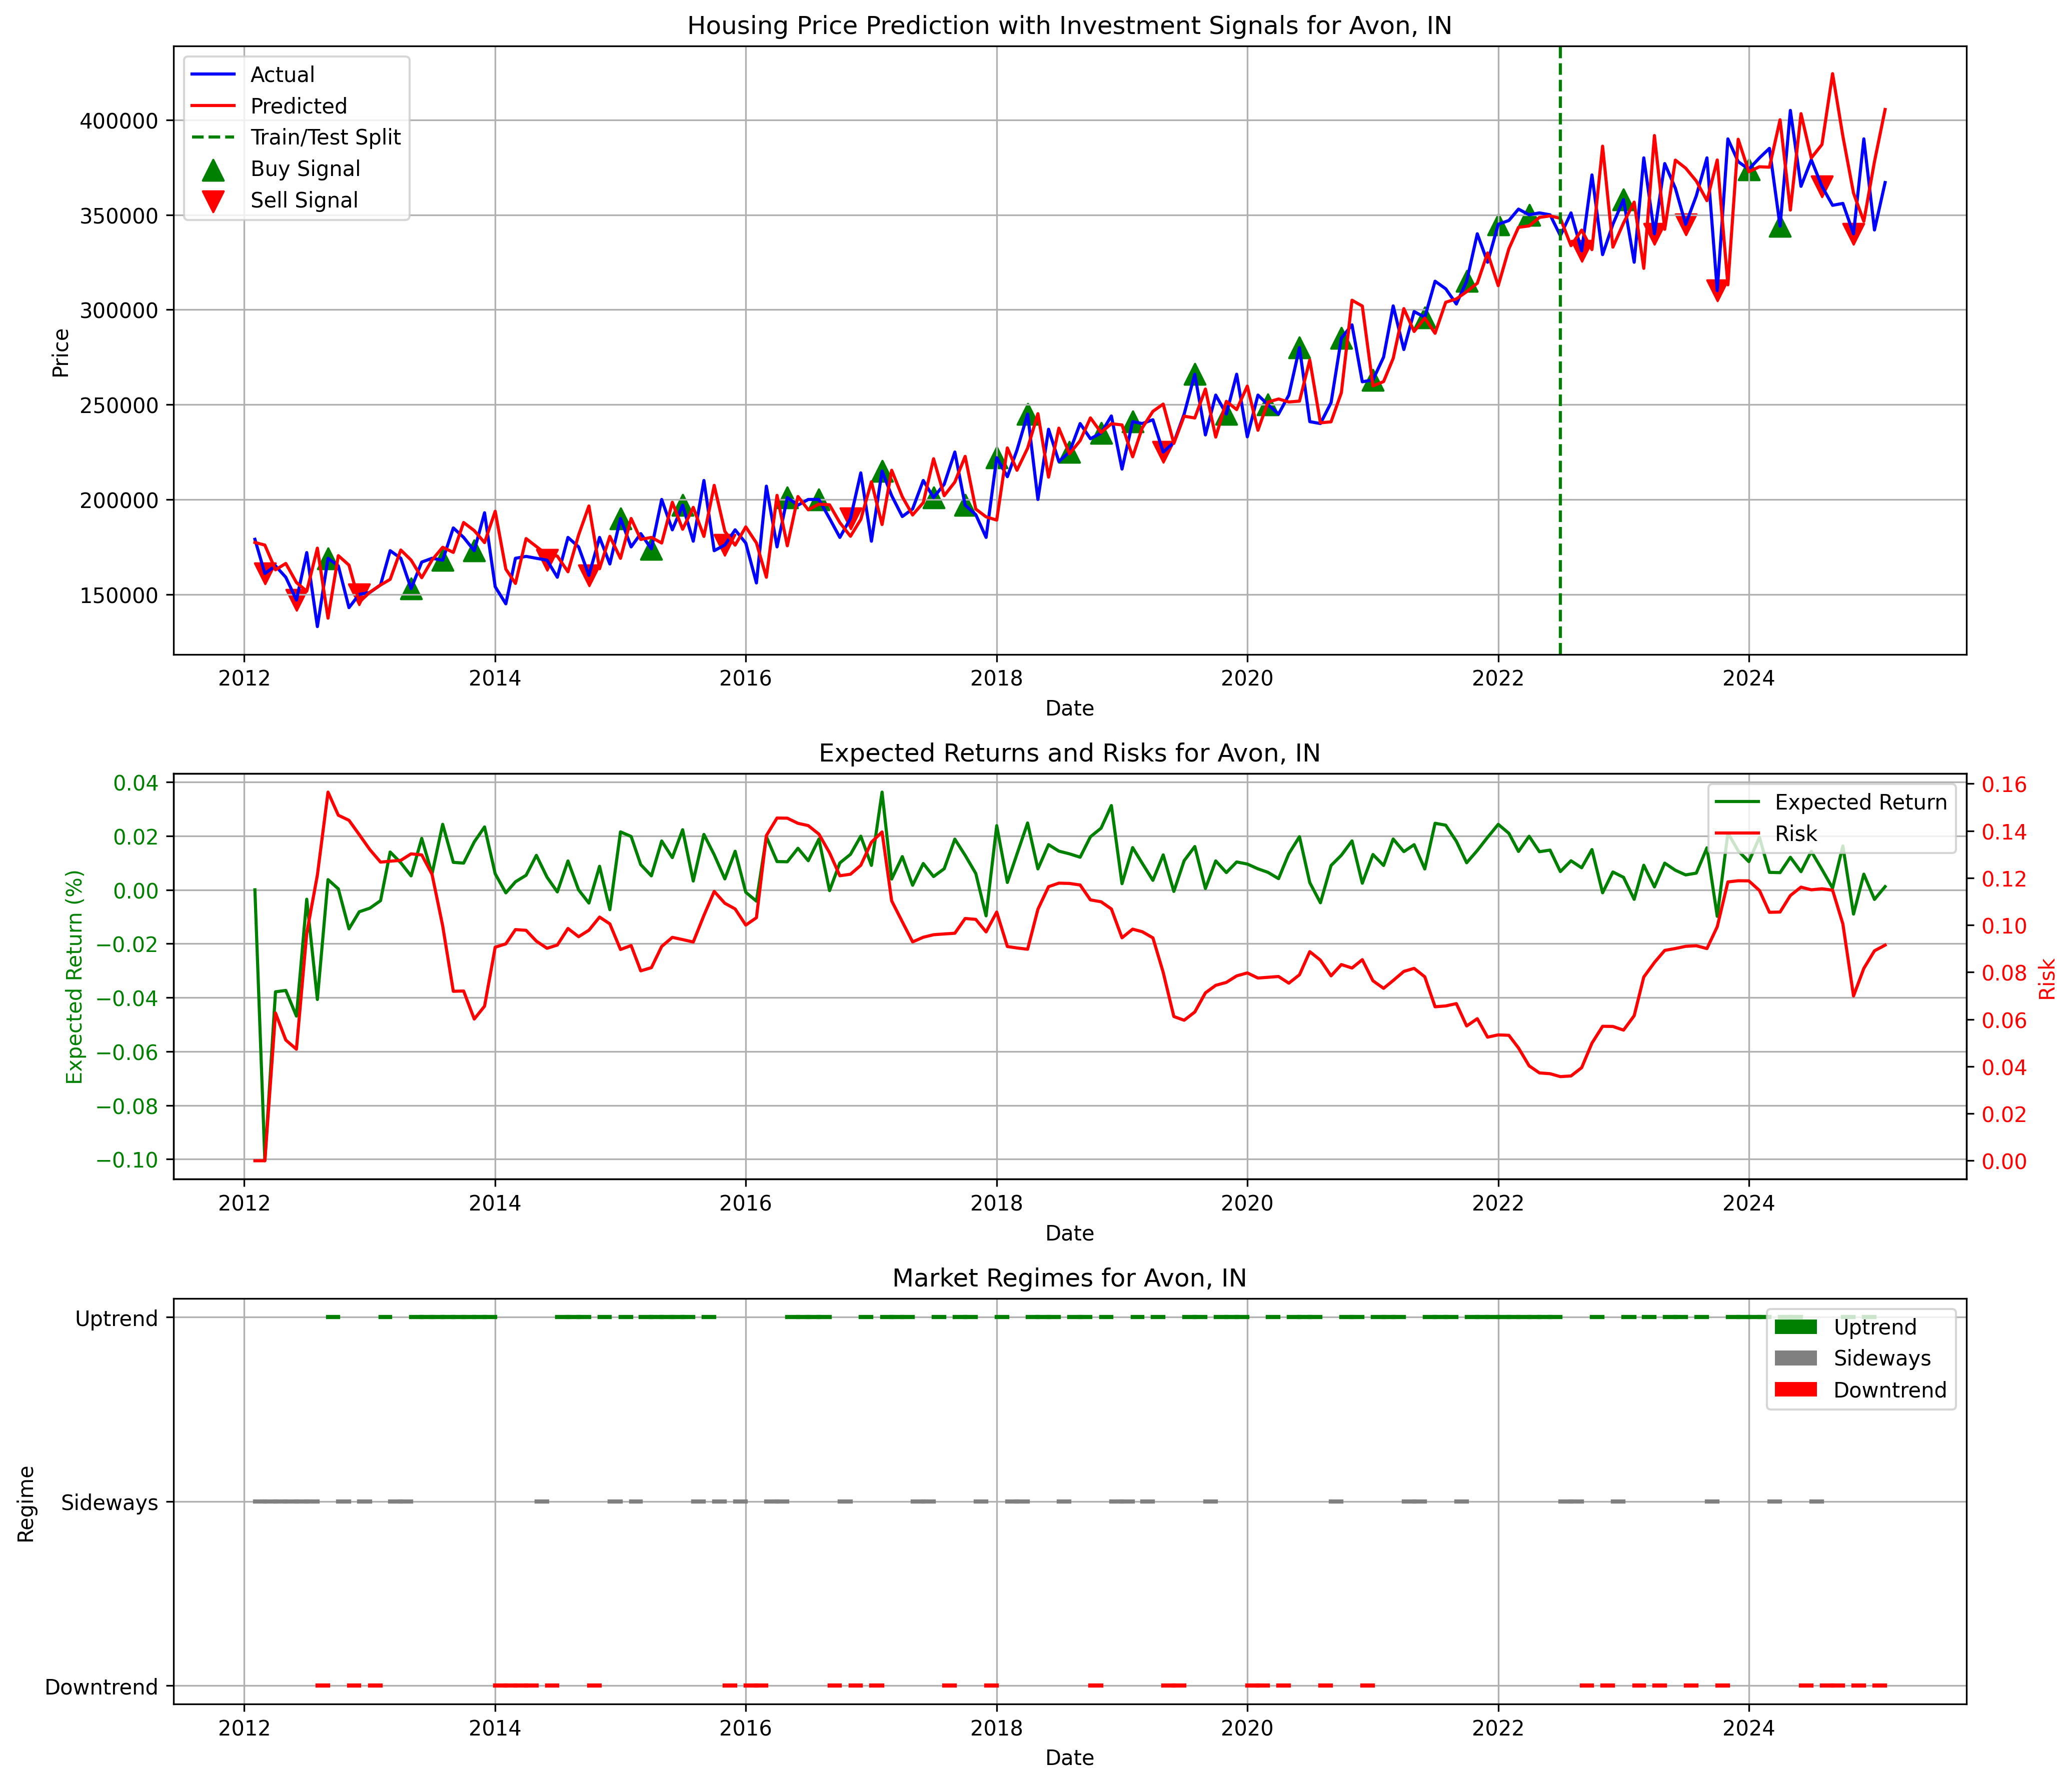 Housing Price Prediction with Investment Signals for Avon, IN
Actual
Predicted
Train/Test Split
Buy Signal
Sell Signal
400000
350000
300000
250000
200000
150000
Price
2012 2014 2016 2018 2020 2022 2024
Date
Expected Returns and Risks for Avon, IN
Expected Return
Risk
0.04
0.02
0.00
−0.02
−0.04
−0.06
−0.08
−0.10
Expected Return (%)
0.16
0.14
0.12
0.10
0.08
0.06
0.04
0.02
0.00
Risk
2012 2014 2016 2018 2020 2022 2024
Date
Market Regimes for Avon, IN
Uptrend
Sideways
Downtrend
Regime
Uptrend
Sideways
Downtrend
2012 2014 2016 2018 2020 2022 2024
Date